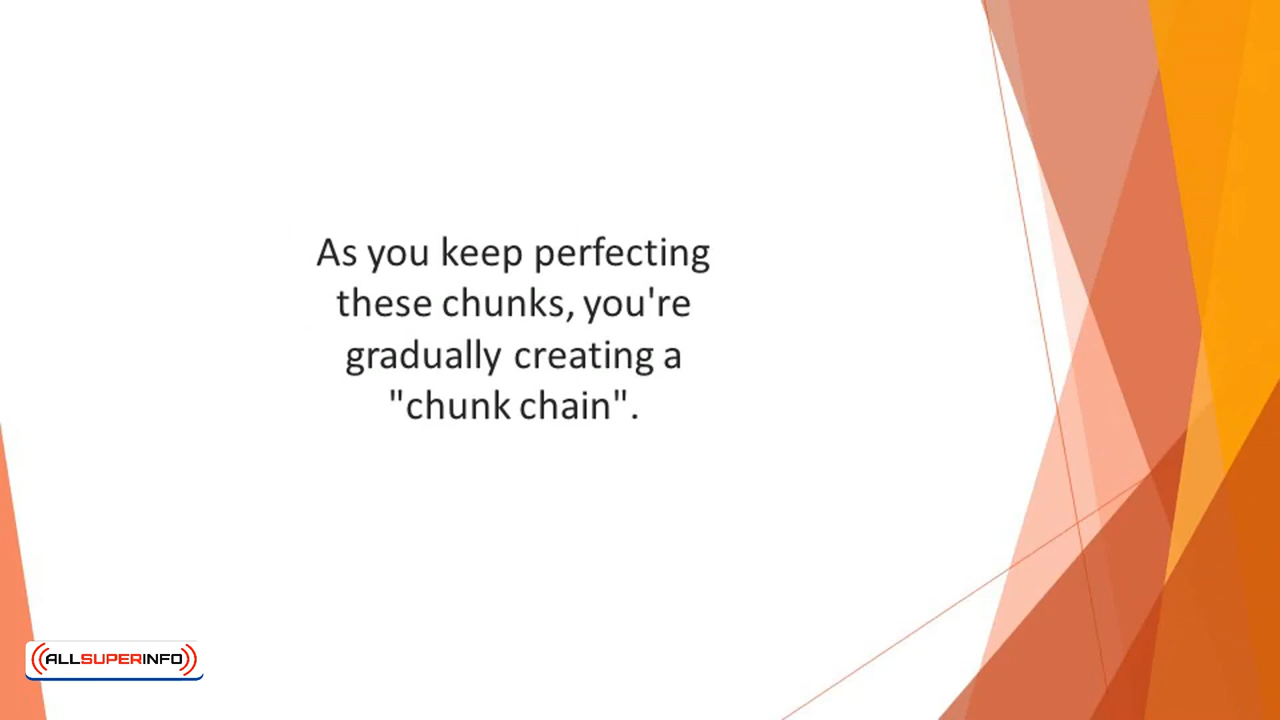 As you keep perfecting
these chunks, you're
gradually creating a
"chunk chain".
ALLSUPERINFO